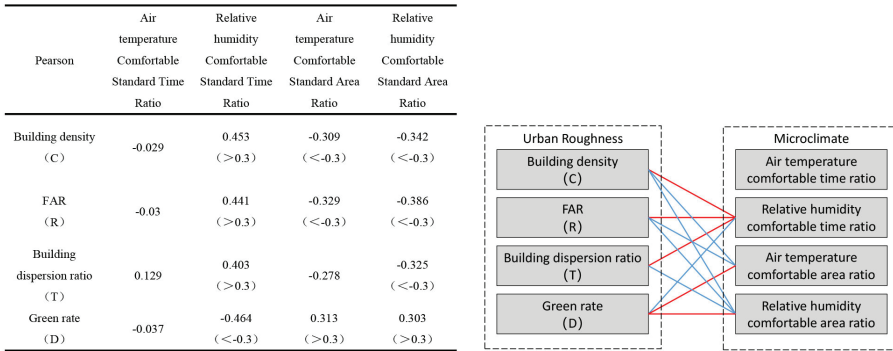 Pearson
Air
temperature
Comfortable
Standard Time
Ratio
Relative
humidity
Comfortable
Standard Time
Ratio
Air
temperature
Comfortable
Standard Area
Ratio
Relative
humidity
Comfortable
Standard Area
Ratio
Building density
（C）
-0.029
0.453
（＞0.3）
-0.309
（＜-0.3）
-0.342
（＜-0.3）
FAR
（R）
-0.03
0.441
（＞0.3）
-0.329
（＜-0.3）
-0.386
（＜-0.3）
Building
dispersion ratio
（T）
0.129
0.403
（＞0.3）
-0.278
-0.325
（＜-0.3）
Green rate
（D）
-0.037
-0.464
（＜-0.3）
0.313
（＞0.3）
0.303
（＞0.3）
Urban Roughness
Building density
（C）
FAR
（R）
Building dispersion ratio
（T）
Green rate
（D）
Microclimate
Air temperature
comfortable time ratio
Relative humidity
comfortable time ratio
Air temperature
comfortable area ratio
Relative humidity
comfortable area ratio